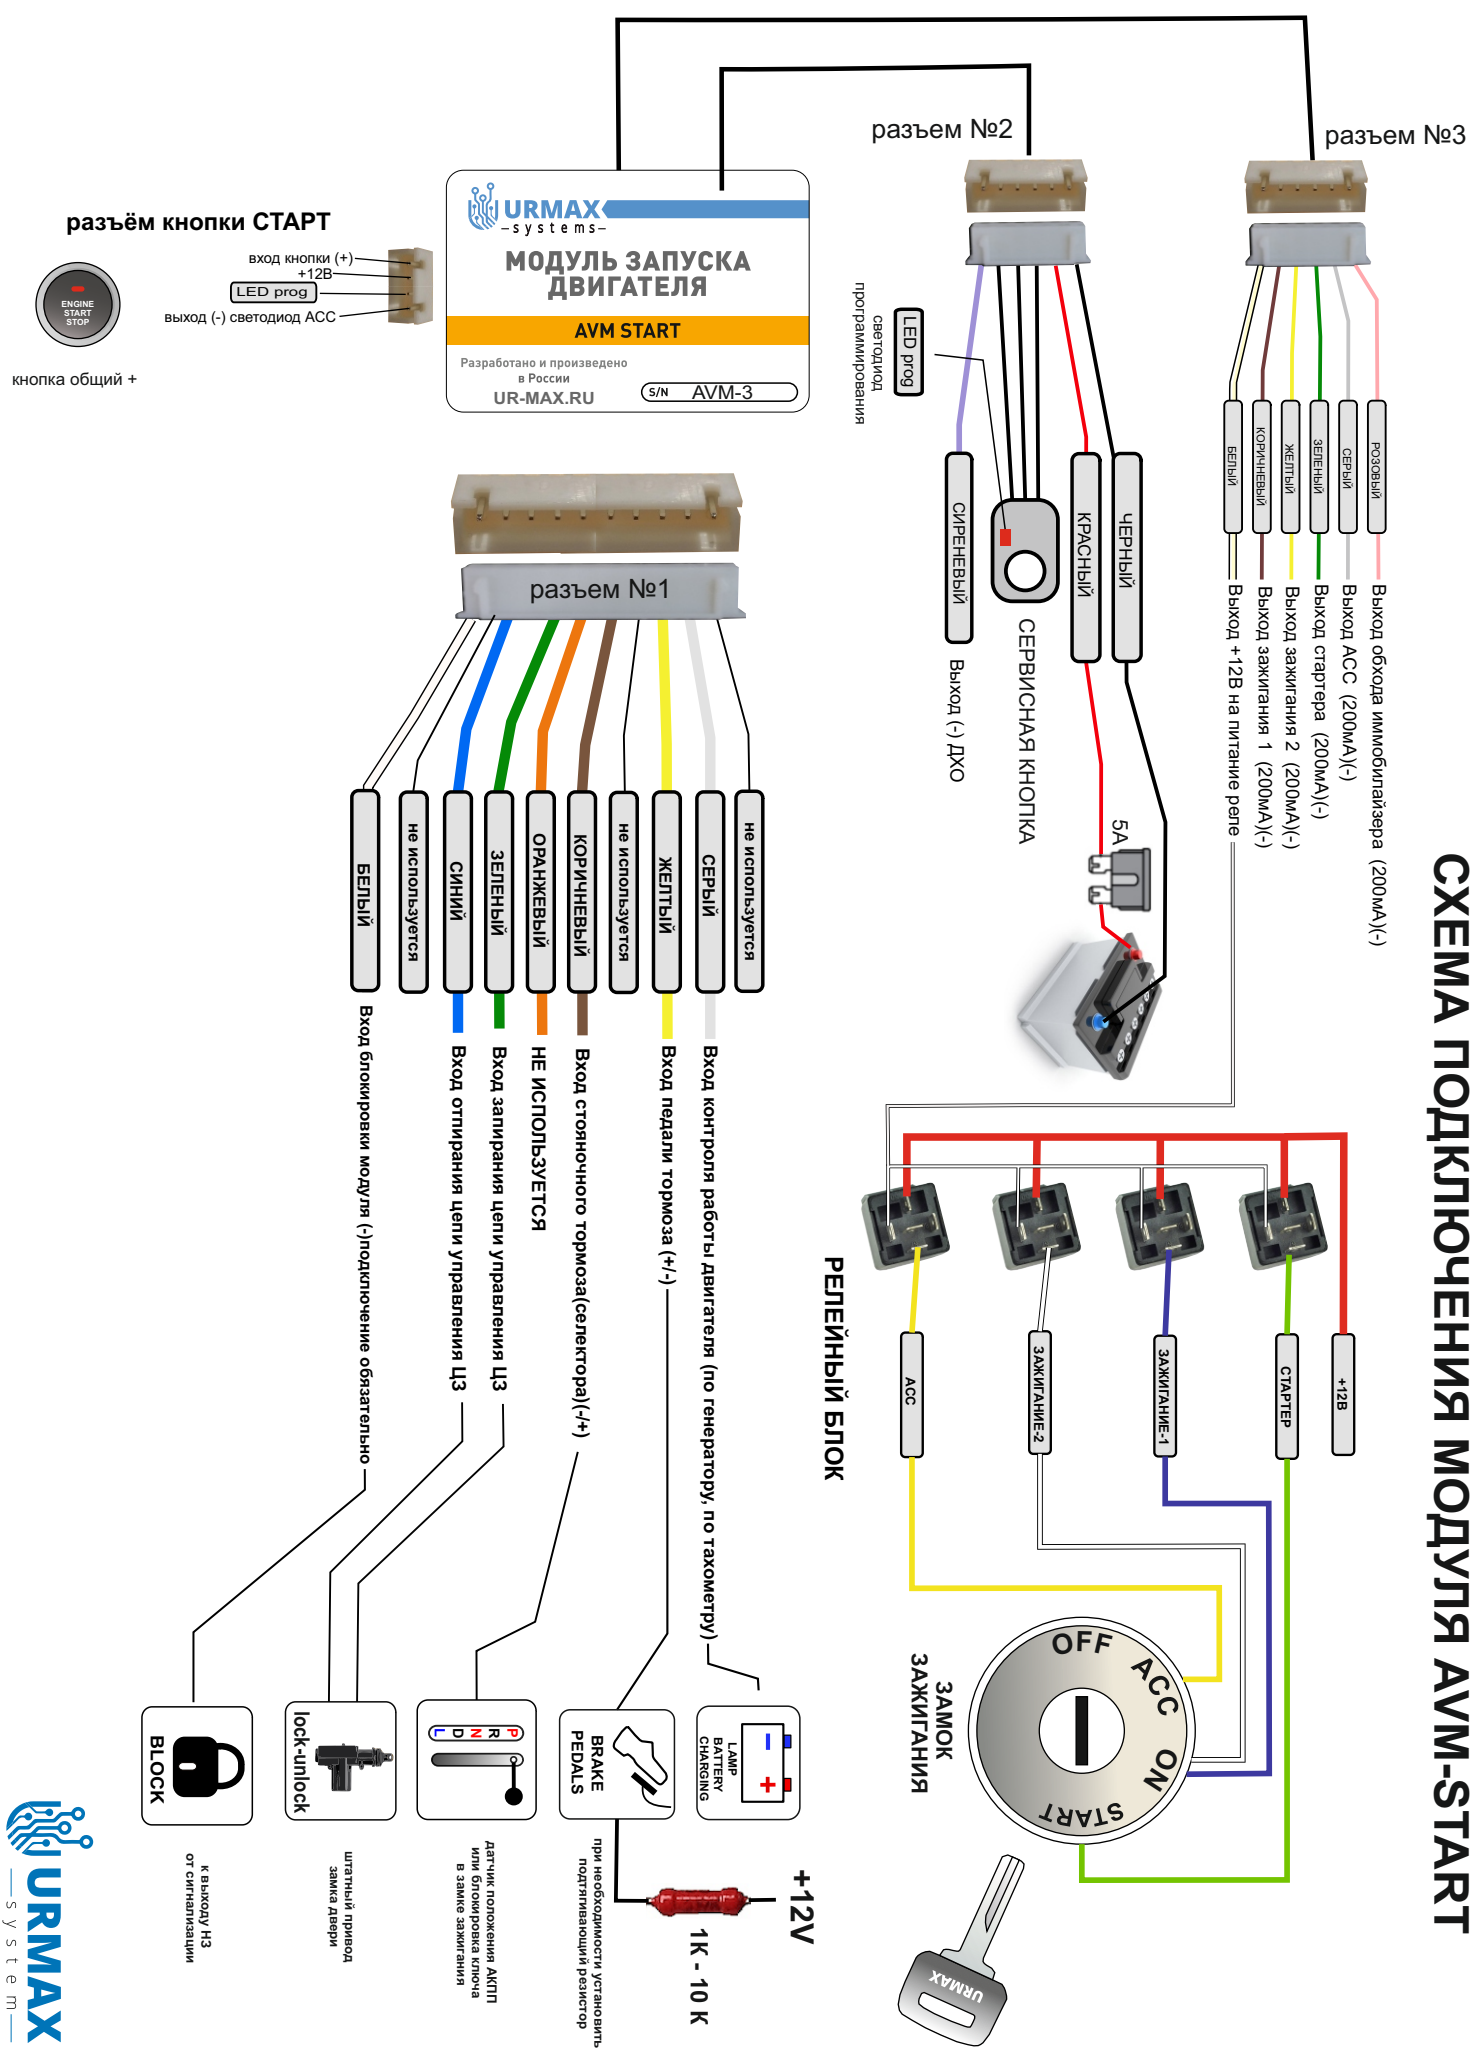 СХЕМА ПОДКЛЮЧЕНИЯ МОДУЛЯ AVM-START
разъем №2
разъем №3
разъём кнопки СТАРТ
вход кнопки (+)
+12В
LED prog
выход (-) светодиод ACC
ENGINE
START
STOP
кнопка общий +
URMAX
systems
МОДУЛЬ ЗАПУСКА
ДВИГАТЕЛЯ
AVM START
Разработано и произведено
в России
UR-MAX.RU
S/N AVM-3
LED prog
светодиод
программирования
СИРЕНЕВЫЙ
Выход (-) ДХО
СЕРВИСНАЯ КНОПКА
КРАСНЫЙ
ЧЕРНЫЙ
5А
БЕЛЫЙ
Выход +12В на питание реле
КОРИЧНЕВЫЙ
Выход зажигания 1 (200мА)(-)
ЖЕЛТЫЙ
Выход зажигания 2 (200мА)(-)
ЗЕЛЕНЫЙ
Выход стартера (200мА)(-)
СЕРЫЙ
Выход АСС (200мА)(-)
РОЗОВЫЙ
Выход обхода иммобилайзера (200мА)(-)
разъем №1
БЕЛЫЙ
Вход блокировки модуля (-)подключение обязательно
не используется
СИНИЙ
Вход отпирания цепи управления ЦЗ
ЗЕЛЕНЫЙ
Вход запирания цепи управления ЦЗ
ОРАНЖЕВЫЙ
НЕ ИСПОЛЬЗУЕТСЯ
КОРИЧНЕВЫЙ
Вход стояночного тормоза(селектора)(-/+)
не используется
ЖЕЛТЫЙ
Вход педали тормоза (+/-)
СЕРЫЙ
Вход контроля работы двигателя (по генератору, по тахометру)
не используется
РЕЛЕЙНЫЙ БЛОК
ACC
ЗАЖИГАНИЕ-2
ЗАЖИГАНИЕ-1
СТАРТЕР
+12В
ЗАМОК
ЗАЖИГАНИЯ
OFF
ACC
ON
START
URMAX
BLOCK
к выходу НЗ
от сигнализации
lock-unlock
штатный привод
замка двери
P
R
N
D
L
датчик положения АКПП
или блокировка ключа
в замке зажигания
BRAKE
PEDALS
при необходимости установить
подтягивающий резистор
LAMP
BATTERY
CHARGING
- +
+12V
1К - 10 К
URMAX
system